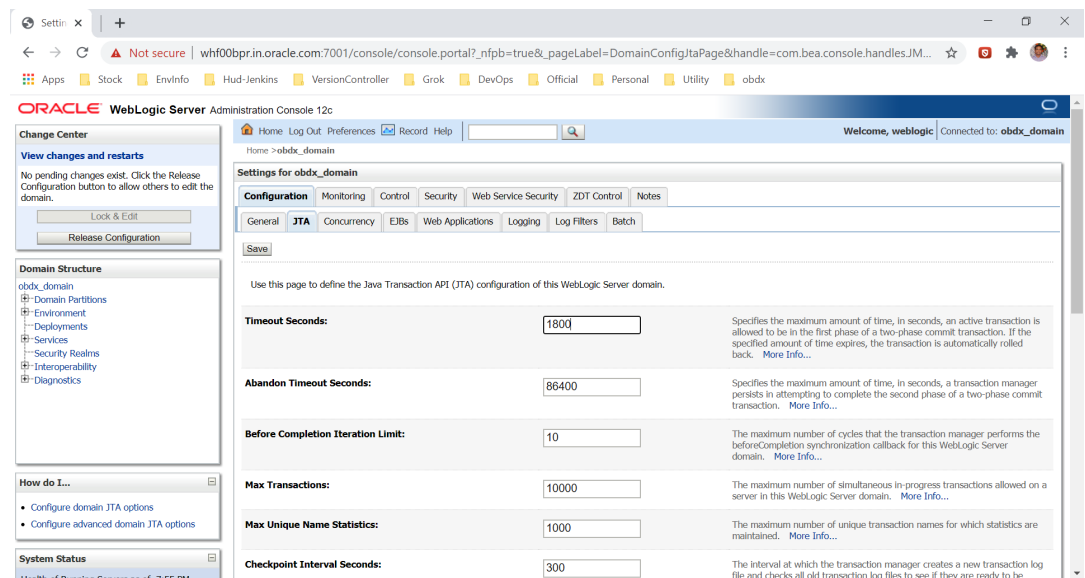 Settin
Not secure | whf00bpr.in.oracle.com:7001/console/console.portal?_nfpb=true&_pageLabel=DomainConfigJtaPage&handle=com.bea.console.handles.JM...
Apps Stock EnvInfo Hud-Jenkins VersionController Grok DevOps Official Personal Utility obdx
ORACLE WebLogic Server Administration Console 12c
Change Center
View changes and restarts
No pending changes exist. Click the Release
Configuration button to allow others to edit the
domain.
Lock & Edit
Release Configuration
Domain Structure
obdx_domain
Domain Partitions
Environment
Deployments
Services
Security Realms
Interoperability
Diagnostics
How do I...
Configure domain JTA options
Configure advanced domain JTA options
System Status
Home Log Out Preferences Record Help
Welcome, weblogic Connected to: obdx_domain
Home >obdx_domain
Settings for obdx_domain
Configuration Monitoring Control Security Web Service Security ZDT Control Notes
General JTA Concurrency EJBs Web Applications Logging Log Filters Batch
Save
Use this page to define the Java Transaction API (JTA) configuration of this WebLogic Server domain.
Timeout Seconds:
1800
Specifies the maximum amount of time, in seconds, an active transaction is
allowed to be in the first phase of a two-phase commit transaction. If the
specified amount of time expires, the transaction is automatically rolled
back. More Info...
Abandon Timeout Seconds:
86400
Specifies the maximum amount of time, in seconds, a transaction manager
persists in attempting to complete the second phase of a two-phase commit
transaction. More Info...
Before Completion Iteration Limit:
10
The maximum number of cycles that the transaction manager performs the
beforeCompletion synchronization callback for this WebLogic Server
domain. More Info...
Max Transactions:
10000
The maximum number of simultaneous in-progress transactions allowed on a
server in this WebLogic Server domain. More Info...
Max Unique Name Statistics:
1000
The maximum number of unique transaction names for which statistics are
maintained. More Info...
Checkpoint Interval Seconds:
300
The interval at which the transaction manager creates a new transaction log
file and checks all old transaction log files to see if they are ready to be